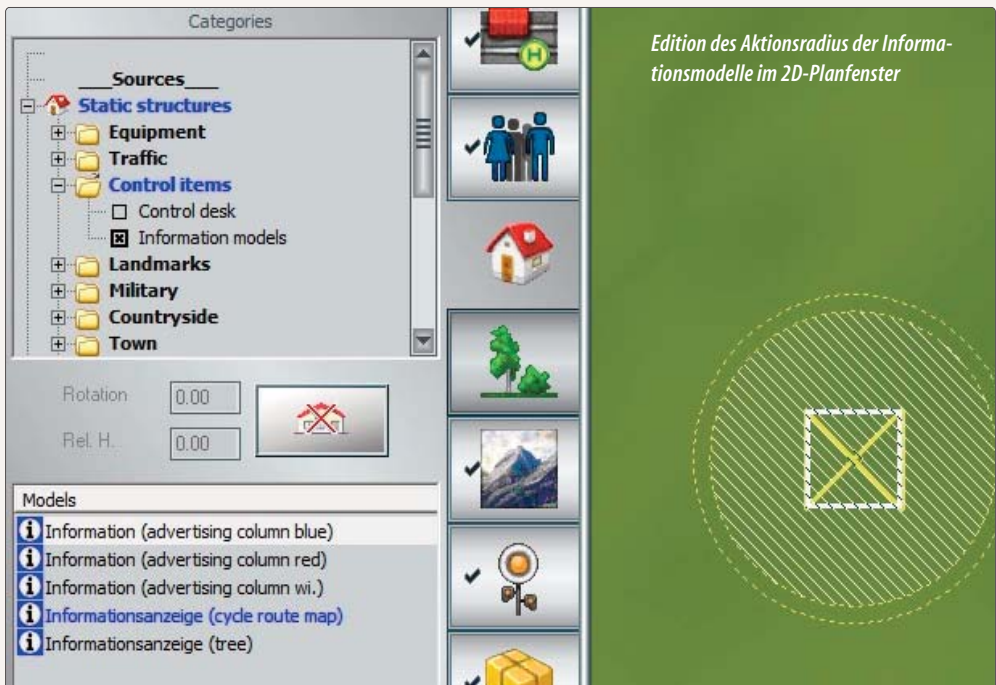 Categories
___Sources___
Static structures
Equipment
Traffic
Control items
Control desk
Information models
Landmarks
Military
Countryside
Town
Rotation
0.00
Rel. H.
0.00
Models
Information (advertising column blue)
Information (advertising column red)
Information (advertising column wi.)
Informationsanzeige (cycle route map)
Informationsanzeige (tree)
H
Edition des Aktionsradius der Informa-
tionsmodelle im 2D-Planfenster